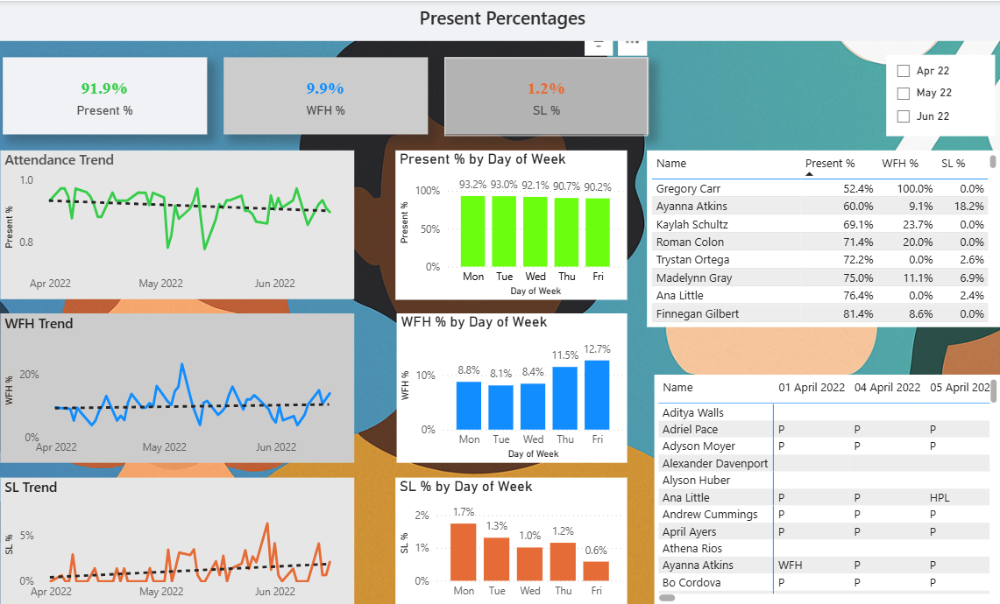 Present Percentages
91.9%
Present %
9.9%
WFH %
1.2%
SL %
Apr 22
May 22
Jun 22
Attendance Trend
1.0
0.8
Present %
Apr 2022 May 2022 Jun 2022
Present % by Day of Week
93.2% 93.0% 92.1% 90.7% 90.2%
100%
50%
0%
Present %
Mon Tue Wed Thu Fri
Day of Week
Name Present % WFH % SL %
Gregory Carr 52.4% 100.0% 0.0%
Ayanna Atkins 60.0% 9.1% 18.2%
Kaylah Schultz 69.1% 23.7% 0.0%
Roman Colon 71.4% 20.0% 0.0%
Trystan Ortega 72.2% 0.0% 2.6%
Madelynn Gray 75.0% 11.1% 6.9%
Ana Little 76.4% 0.0% 2.4%
Finnegan Gilbert 81.4% 8.6% 0.0%
WFH Trend
20%
0%
WFH %
Apr 2022 May 2022 Jun 2022
WFH % by Day of Week
8.8% 8.1% 8.4% 11.5% 12.7%
10%
0%
WFH %
Mon Tue Wed Thu Fri
Day of Week
Name 01 April 2022 04 April 2022 05 April 202
Aditya Walls
Adriel Pace P P P
Adyson Moyer P P P
Alexander Davenport
Alyson Huber
Ana Little P P HPL
Andrew Cummings P P P
April Ayers P P P
Athena Rios
Ayanna Atkins WFH P P
Bo Cordova P P P
SL Trend
5%
0%
SL %
Apr 2022 May 2022 Jun 2022
SL % by Day of Week
1.7% 1.3% 1.0% 1.2% 0.6%
2%
1%
0%
SL %
Mon Tue Wed Thu Fri